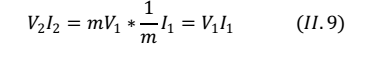 V₂I₂ = mV₁ * 1/m I₁ = V₁I₁ (II.9)